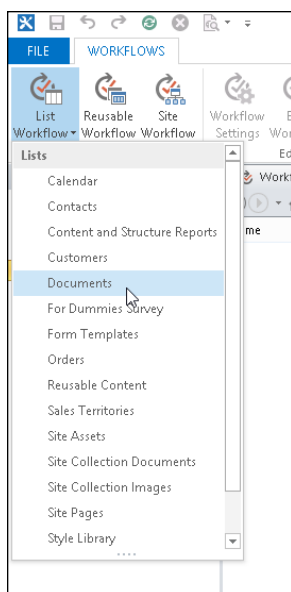 FILE
WORKFLOWS
List
Workflow
Reusable
Workflow
Site
Workflow
Workflow
Settings
Lists
Calendar
Contacts
Content and Structure Reports
Customers
Documents
For Dummies Survey
Form Templates
Orders
Reusable Content
Sales Territories
Site Assets
Site Collection Documents
Site Collection Images
Site Pages
Style Library